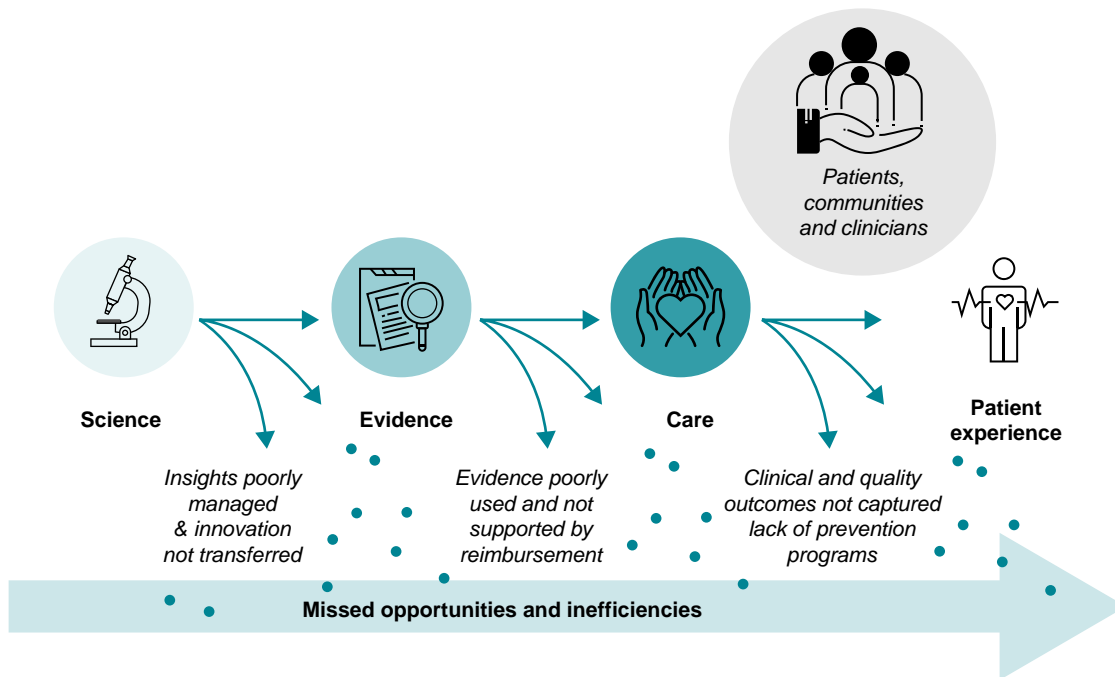 Patients,
communities
and clinicians
Science
Evidence
Care
Patient
experience
Insights poorly
managed
& innovation
not transferred
Evidence poorly
used and not
supported by
reimbursement
Clinical and quality
outcomes not captured
lack of prevention
programs
Missed opportunities and inefficiencies